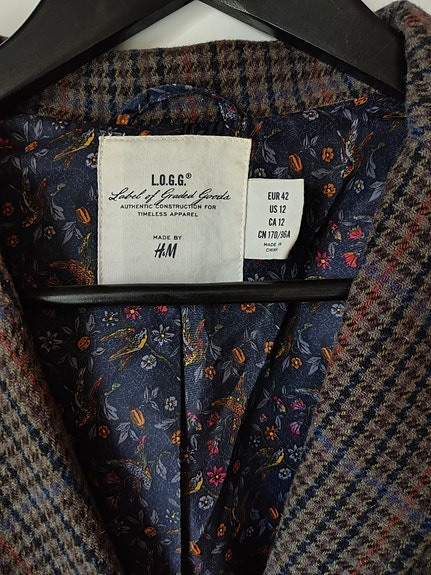 L.O.G.G.®
Label of Graded Goods
AUTHENTIC CONSTRUCTION FOR
TIMELESS APPAREL
MADE BY
H&M
EUR 42
US 12
CA 12
CN 170/96A
MADE IN
CHINA